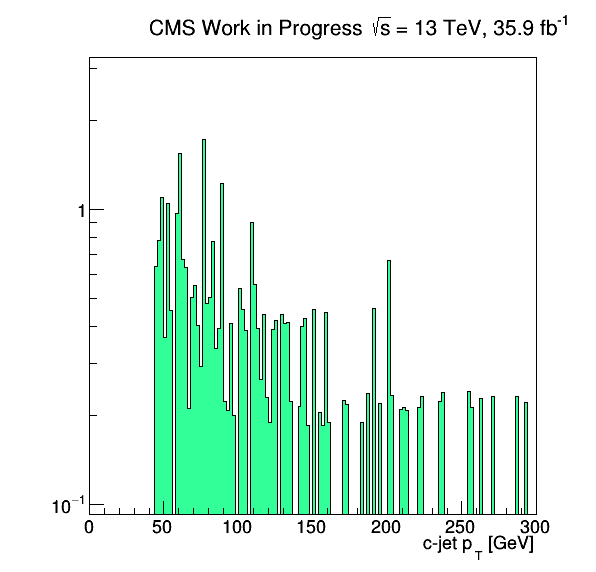 CMS Work in Progress √s = 13 TeV, 35.9 fb⁻¹
1
10⁻¹
0 50 100 150 200 250 300
c-jet p_T [GeV]